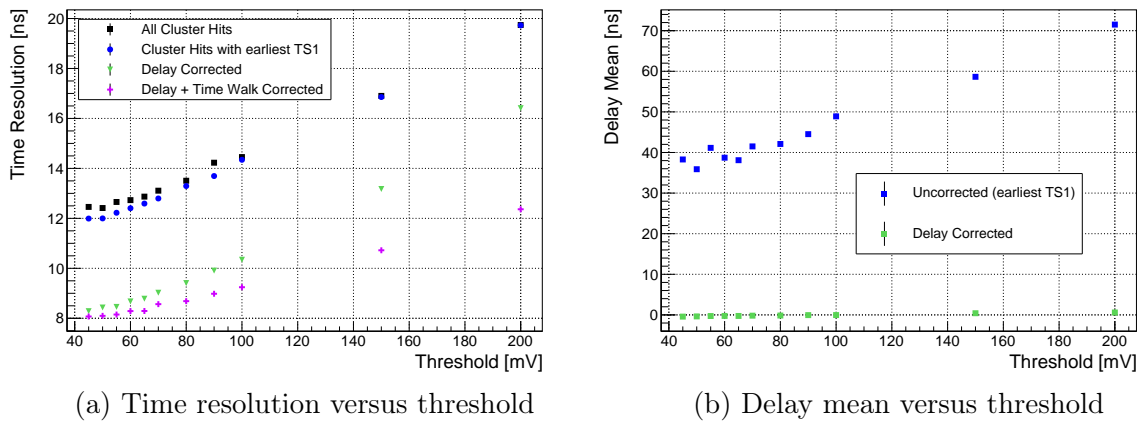 Time Resolution [ns]
20
18
16
14
12
10
8
All Cluster Hits
Cluster Hits with earliest TS1
Delay Corrected
Delay + Time Walk Corrected
40 60 80 100 120 140 160 180 200
Threshold [mV]
(a) Time resolution versus threshold
Delay Mean [ns]
70
60
50
40
30
20
10
0
Uncorrected (earliest TS1)
Delay Corrected
40 60 80 100 120 140 160 180 200
Threshold [mV]
(b) Delay mean versus threshold